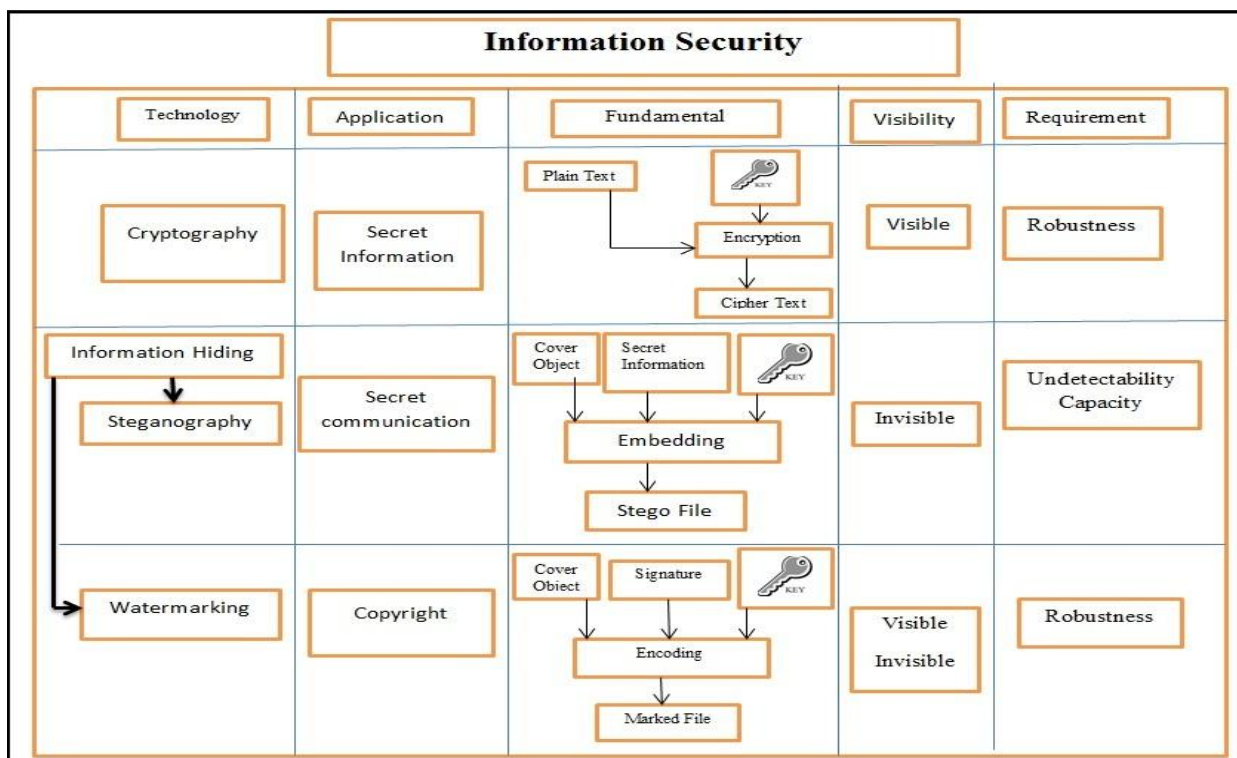 Information Security
Technology
Application
Fundamental
Visibility
Requirement
Cryptography
Secret
Information
Plain Text
KEY
Encryption
Cipher Text
Visible
Robustness
Information Hiding
Steganography
Secret
communication
Cover
Object
Secret
Information
KEY
Embedding
Stego File
Invisible
Undetectability
Capacity
Watermarking
Copyright
Cover
Object
Signature
KEY
Encoding
Marked File
Visible
Invisible
Robustness